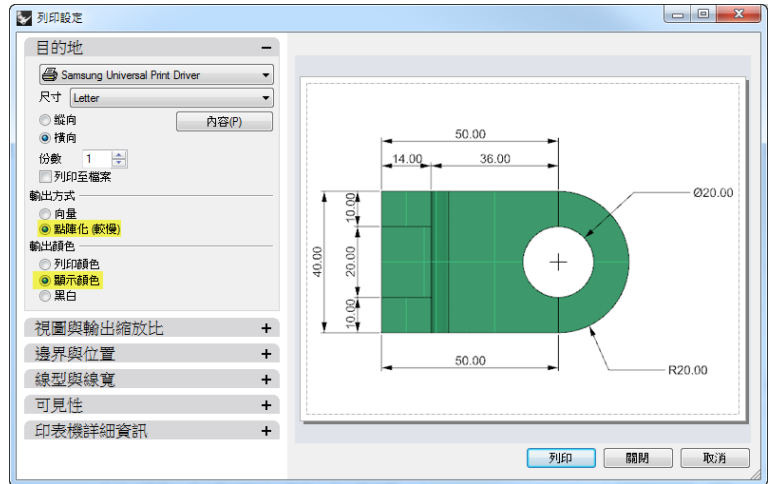 列印設定
目的地
Samsung Universal Print Driver
尺寸 Letter
縱向 內容(P)
橫向
份數 1
列印至檔案
輸出方式
向量
點陣化 (較慢)
輸出顏色
列印顏色
顯示顏色
黑白
視圖與輸出縮放比
邊界與位置
線型與線寬
可見性
印表機詳細資訊
50.00
14.00 36.00
Ø20.00
10.00
40.00 20.00
10.00
50.00
R20.00
列印 關閉 取消